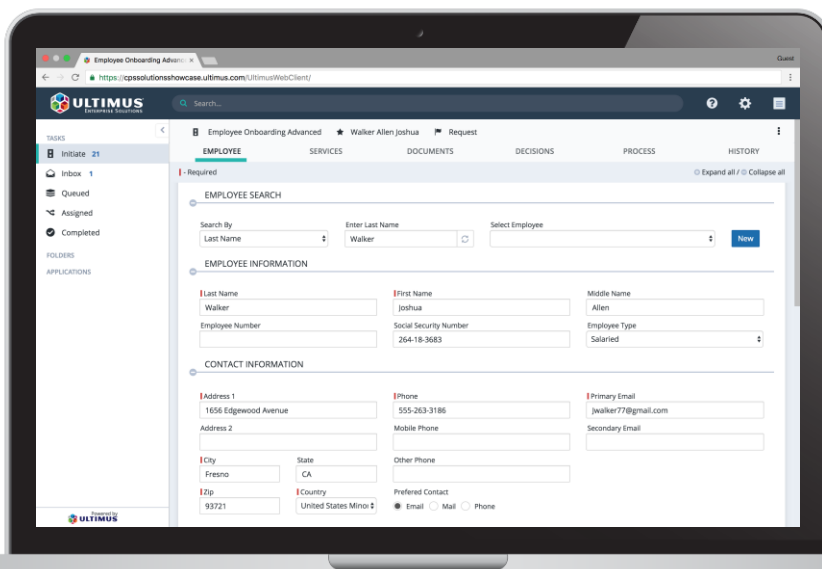 Employee Onboarding Advanc
Guest
https://cpssolutionsshowcase.ultimus.com/UltimusWebClient/
ULTIMUS
ENTERPRISE SOLUTIONS
Search...
TASKS
Initiate 21
Inbox 1
Queued
Assigned
Completed
FOLDERS
APPLICATIONS
Powered by
ULTIMUS
Employee Onboarding Advanced Walker Allen Joshua Request
EMPLOYEE SERVICES DOCUMENTS DECISIONS PROCESS HISTORY
- Required Expand all / Collapse all
EMPLOYEE SEARCH
Search By Enter Last Name Select Employee
Last Name Walker New
EMPLOYEE INFORMATION
Last Name First Name Middle Name
Walker Joshua Allen
Employee Number Social Security Number Employee Type
264-18-3683 Salaried
CONTACT INFORMATION
Address 1 Phone Primary Email
1656 Edgewood Avenue 555-263-3186 jwalker77@gmail.com
Address 2 Mobile Phone Secondary Email
City State Other Phone
Fresno CA
Zip Country Prefered Contact
93721 United States Minor Email Mail Phone